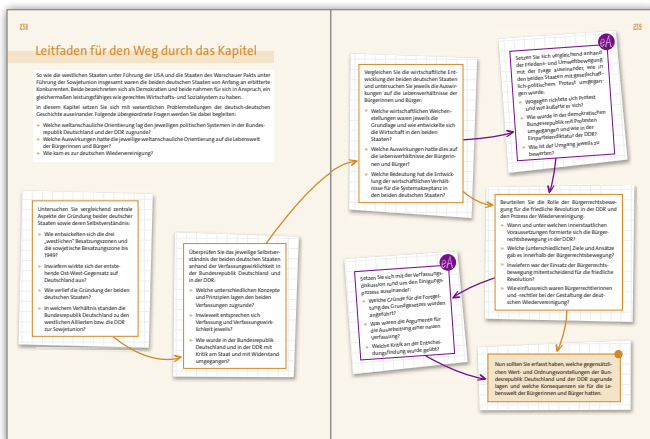 238
Leitfaden für den Weg durch das Kapitel
So wie die westlichen Staaten unter Führung der USA und die Staaten des Warschauer Pakts unter
Führung der Sowjetunion insgesamt waren die beiden deutschen Staaten von Anfang an erbitterte
Konkurrenten. Beide bezeichneten sich als Demokratien und beide nahmen für sich in Anspruch, ein
gleichermaßen leistungsfähiges wie gerechtes Wirtschafts- und Sozialsystem zu haben.
In diesem Kapitel setzen Sie sich mit wesentlichen Problemstellungen der deutsch-deutschen
Geschichte auseinander. Folgende übergeordnete Fragen werden Sie dabei begleiten:
► Welche weltanschauliche Orientierung lag den jeweiligen politischen Systemen in der Bundes-
republik Deutschland und der DDR zugrunde?
► Welche Auswirkungen hatte die jeweilige weltanschauliche Orientierung auf die Lebenswelt
der Bürgerinnen und Bürger?
► Wie kam es zur deutschen Wiedervereinigung?
Untersuchen Sie vergleichend zentrale
Aspekte der Gründung beider deutscher
Staaten sowie deren Selbstverständnis:
► Wie entwickelten sich die drei
„westlichen“ Besatzungszonen und
die sowjetische Besatzungszone bis
1949?
► Inwiefern wirkte sich der entste-
hende Ost-West-Gegensatz auf
Deutschland aus?
► Wie verlief die Gründung der beiden
deutschen Staaten?
► In welchem Verhältnis standen die
Bundesrepublik Deutschland zu den
westlichen Alliierten bzw. die DDR
zur Sowjetunion?
Überprüfen Sie das jeweilige Selbstver-
ständnis der beiden deutschen Staaten
anhand der Verfassungswirklichkeit in
der Bundesrepublik Deutschland und
in der DDR:
► Welche unterschiedlichen Konzepte
und Prinzipien lagen den beiden
Verfassungen zugrunde?
► Inwieweit entsprechen sich
Verfassung und Verfassungswirk-
lichkeit jeweils?
► Wie wurde in der Bundesrepublik
Deutschland und in der DDR mit
Kritik am Staat und mit Widerstand
umgegangen?
239
Vergleichen Sie die wirtschaftliche Ent-
wicklung der beiden deutschen Staaten
und untersuchen Sie jeweils die Auswir-
kungen auf die Lebensverhältnisse der
Bürgerinnen und Bürger:
► Welche wirtschaftlichen Weichen-
stellungen waren jeweils die
Grundlage und wie entwickelte sich
die Wirtschaft in den beiden
Staaten?
► Welche Auswirkungen hatte dies auf
die Lebensverhältnisse der Bürgerin-
nen und Bürger?
► Welche Bedeutung hat die Entwick-
lung der wirtschaftlichen Verhält-
nisse für die Systemakzeptanz in
den beiden deutschen Staaten?
eA
Setzen Sie sich vergleichend anhand
der Friedens- und Umweltbewegung
mit der Frage auseinander, wie in
den beiden Staaten mit gesellschaft-
lich-politischem Protest umgegan-
gen wurde:
► Wogegen richtete sich Protest
und wie äußerte er sich?
► Wie wurde in der demokratischen
Bundesrepublik mit Protesten
umgegangen und wie in der
Einparteiendiktatur der DDR?
► Wie ist der Umgang jeweils zu
bewerten?
Beurteilen Sie die Rolle der Bürgerrechtsbewe-
gung für die friedliche Revolution in der DDR und
den Prozess der Wiedervereinigung:
► Wann und unter welchen innerstaatlichen
Voraussetzungen formierte sich die Bürger-
rechtsbewegung in der DDR?
► Welche (unterschiedlichen) Ziele und Ansätze
gab es innerhalb der Bürgerrechtsbewegung?
► Inwiefern war der Einsatz der Bürgerrechts-
bewegung mitentscheidend für die friedliche
Revolution?
► Wie einflussreich waren Bürgerrechtlerinnen
und -rechtler bei der Gestaltung der deut-
schen Wiedervereinigung?
eA
Setzen Sie sich mit der Verfassungs-
diskussion rund um den Einigungs-
prozess auseinander:
► Welche Gründe für die Fortgel-
tung des Grundgesetzes wurden
angeführt?
► Was waren die Argumente für
die Ausarbeitung einer neuen
Verfassung?
► Welche Kritik an der Entschei-
dungsfindung wurde geübt?
Nun sollten Sie erfasst haben, welche gegensätzli-
chen Wert- und Ordnungsvorstellungen der Bun-
desrepublik Deutschland und der DDR zugrunde
lagen und welche Konsequenzen sie für die Le-
benswelt der Bürgerinnen und Bürger hatten.